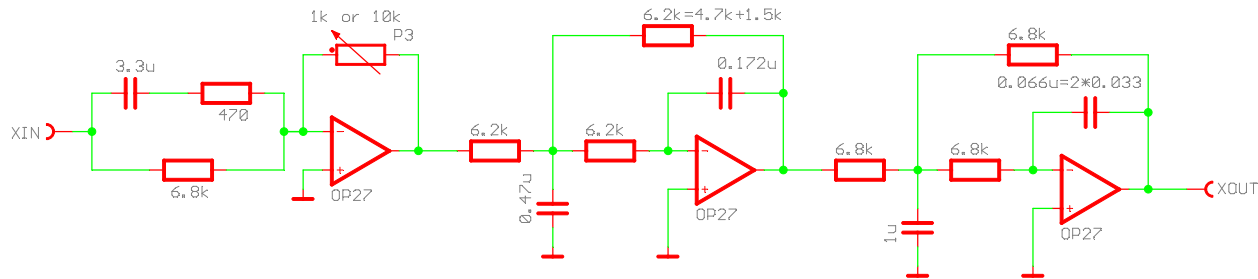 1k or 10k
P3
6.2k=4.7k+1.5k
6.8k
3.3u
0.172u
0.066u=2*0.033
470
XIN
-
+
6.2k
6.2k
-
+
6.8k
6.8k
-
+
XOUT
6.8k
OP27
0.47u
OP27
1u
OP27